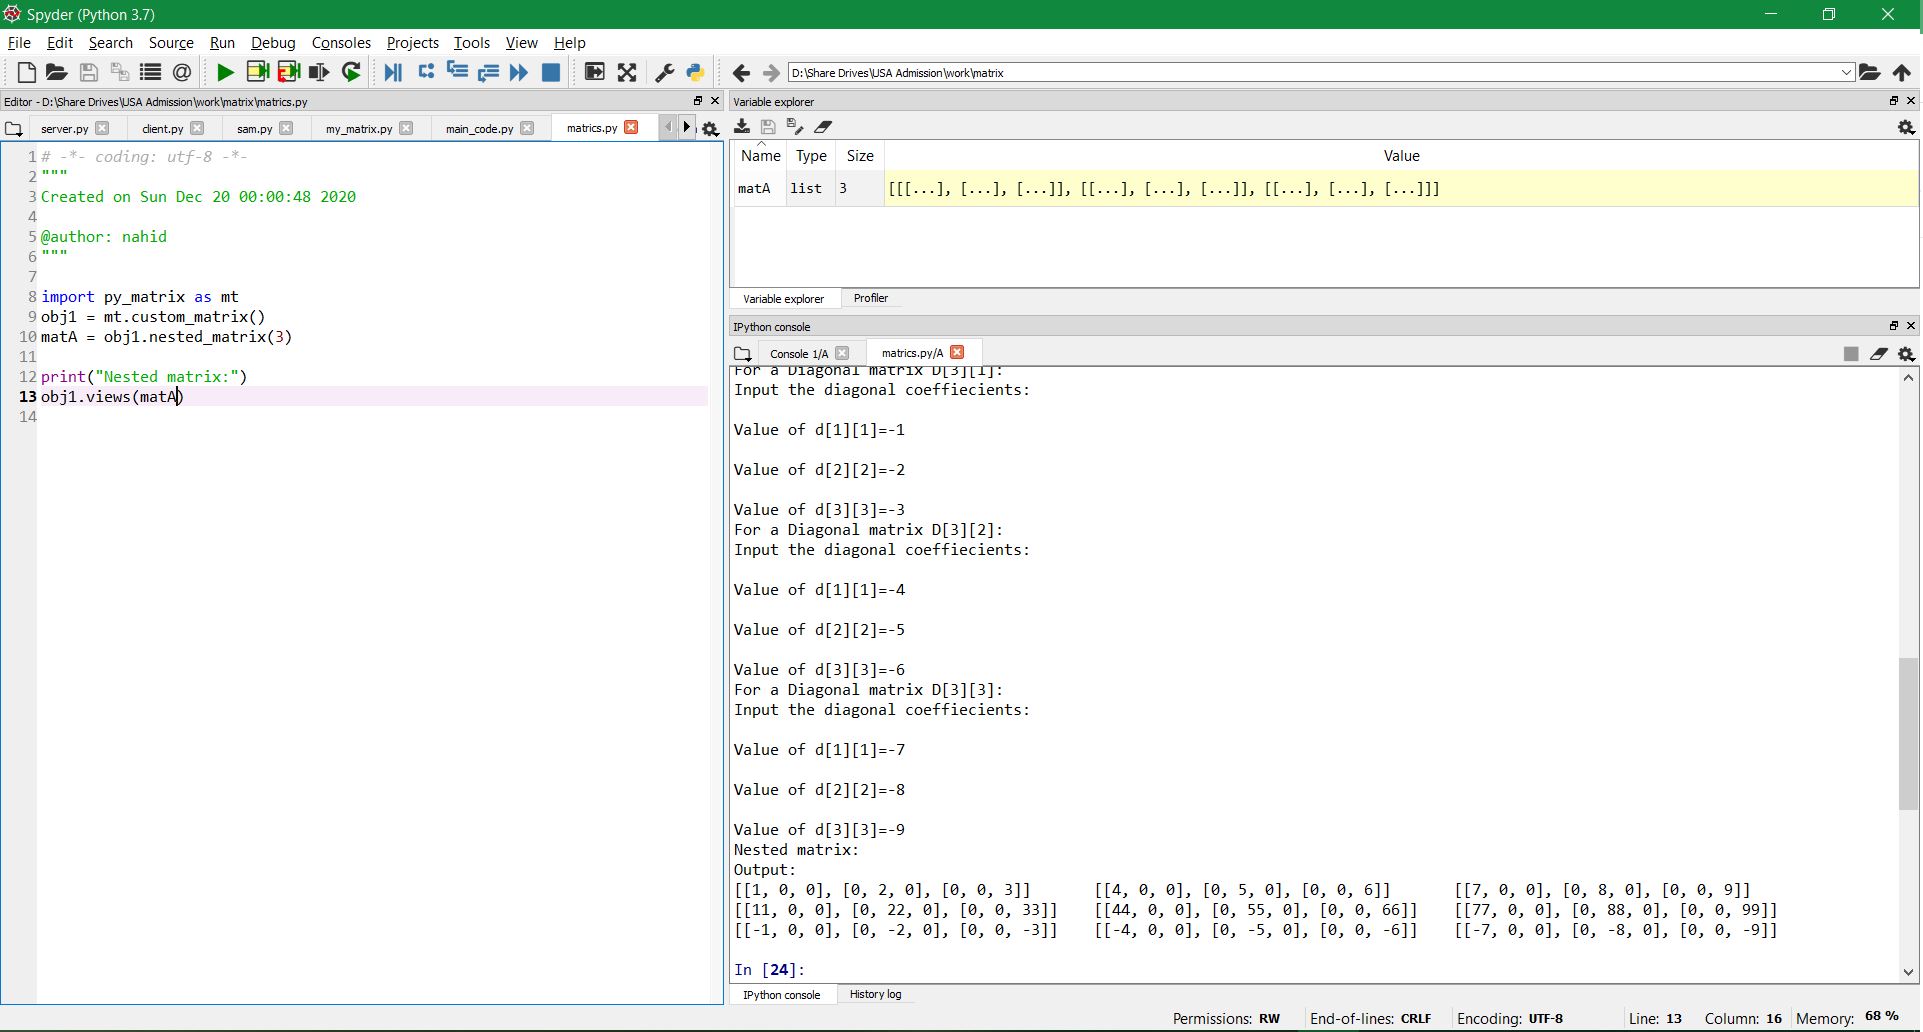 Spyder (Python 3.7)
File Edit Search Source Run Debug Consoles Projects Tools View Help
D:\Share Drives\USA Admission\work\matrix
Editor - D:\Share Drives\USA Admission\work\matrix\matrics.py
server.py client.py sam.py my_matrix.py main_code.py matrics.py
1 # -*- coding: utf-8 -*-
2 """
3 Created on Sun Dec 20 00:00:48 2020
4
5 @author: nahid
6 """
7
8 import py_matrix as mt
9 obj1 = mt.custom_matrix()
10 matA = obj1.nested_matrix(3)
11
12 print("Nested matrix:")
13 obj1.views(matA)
14
Variable explorer
Name Type Size Value
matA list 3 [[[...], [...], [...]], [[...], [...], [...]], [[...], [...], [...]]]
Variable explorer Profiler
IPython console
Console 1/A matrics.py/A
For a Diagonal matrix D[3][1]:
Input the diagonal coeffiecients:
Value of d[1][1]=-1
Value of d[2][2]=-2
Value of d[3][3]=-3
For a Diagonal matrix D[3][2]:
Input the diagonal coeffiecients:
Value of d[1][1]=-4
Value of d[2][2]=-5
Value of d[3][3]=-6
For a Diagonal matrix D[3][3]:
Input the diagonal coeffiecients:
Value of d[1][1]=-7
Value of d[2][2]=-8
Value of d[3][3]=-9
Nested matrix:
Output:
[[1, 0, 0], [0, 2, 0], [0, 0, 3]] [[4, 0, 0], [0, 5, 0], [0, 0, 6]] [[7, 0, 0], [0, 8, 0], [0, 0, 9]]
[[11, 0, 0], [0, 22, 0], [0, 0, 33]] [[44, 0, 0], [0, 55, 0], [0, 0, 66]] [[77, 0, 0], [0, 88, 0], [0, 0, 99]]
[[-1, 0, 0], [0, -2, 0], [0, 0, -3]] [[-4, 0, 0], [0, -5, 0], [0, 0, -6]] [[-7, 0, 0], [0, -8, 0], [0, 0, -9]]
In [24]:
IPython console History log
Permissions: RW End-of-lines: CRLF Encoding: UTF-8 Line: 13 Column: 16 Memory: 68 %